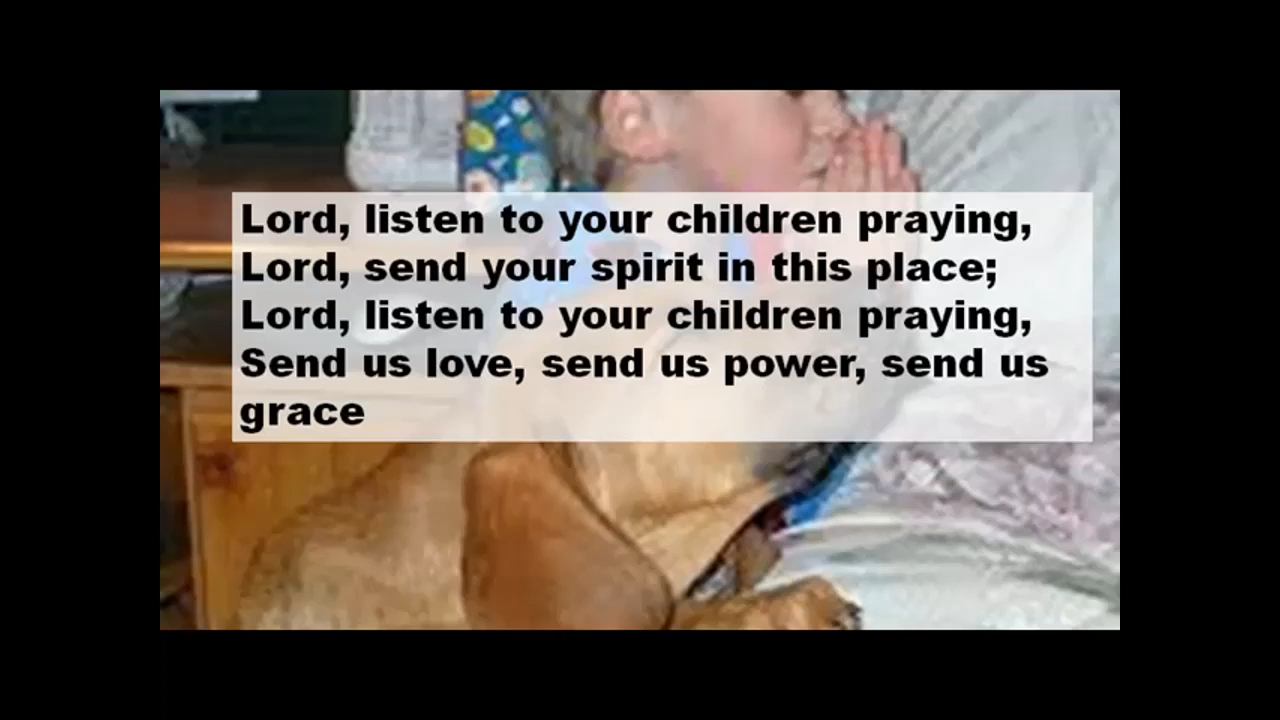 Lord, listen to your children praying,
Lord, send your spirit in this place;
Lord, listen to your children praying,
Send us love, send us power, send us
grace